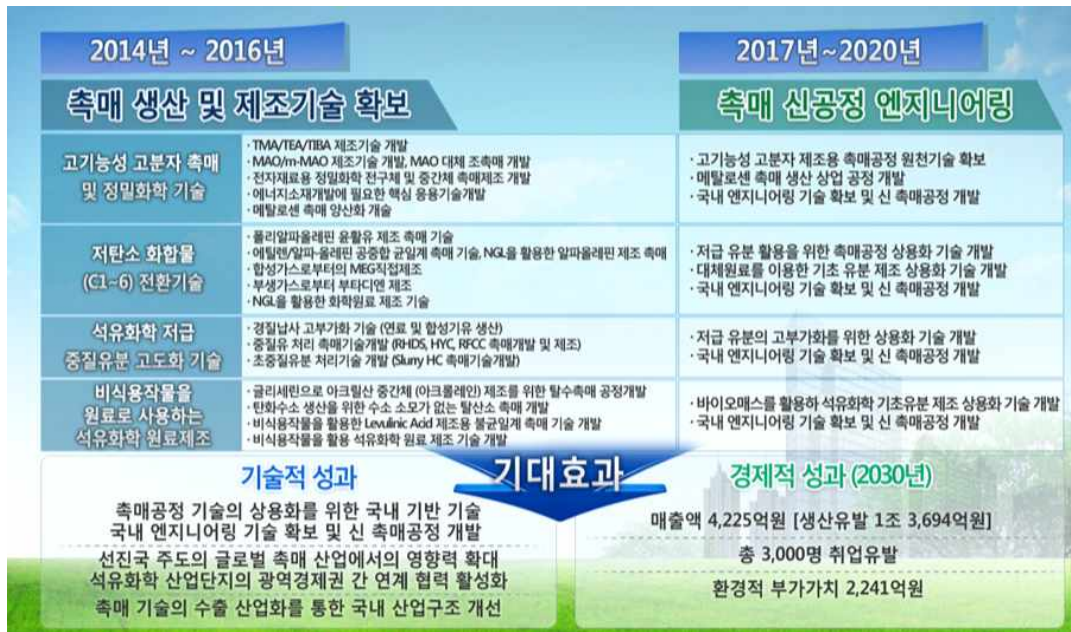 2014년 ~ 2016년
촉매 생산 및 제조기술 확보
고기능성 고분자 촉매
및 정밀화학 기술
· TMA/TEA/TIBA 제조기술 개발
· MAO/m-MAO 제조기술 개발, MAO 대체 조촉매 개발
· 전자재료용 정밀화학 전구체 및 중간체 촉매제조 개발
· 에너지소재개발에 필요한 핵심 응용기술개발
· 메탈로센 촉매 양산화 개술
저탄소 화합물
(C1~6) 전환기술
· 폴리알파올레핀 윤활유 제조 촉매 기술
· 에틸렌/알파-올레핀 공중합 균일계 촉매 기술, NGL을 활용한 알파올레핀 제조 촉매
· 합성가스로부터의 MEG직접제조
· 부생가스로부터 부타디엔 제조
· NGL을 활용한 화학원료 제조 기술
석유화학 저급
중질유분 고도화 기술
· 경질납사 고부가화 기술 (연료 및 합성기유 생산)
· 중질유 처리 촉매기술개발 (RHDS, HYC, RFCC 촉매개발 및 제조)
· 초중질유분 처리기술 개발 (Slurry HC 촉매기술개발)
비식용작물을
원료로 사용하는
석유화학 원료제조
· 글리세린으로 아크릴산 중간체 (아크롤레인) 제조를 위한 탈수촉매 공정개발
· 탄화수소 생산을 위한 수소 소모가 없는 탈산소 촉매 개발
· 비식용작물을 활용한 Levulinic Acid 제조용 불균일계 촉매 기술 개발
· 비식용작물을 활용 석유화학 원료 제조 기술 개발
2017년~2020년
촉매 신공정 엔지니어링
· 고기능성 고분자 제조용 촉매공정 원천기술 확보
· 메탈로센 촉매 생산 상업 공정 개발
· 국내 엔지니어링 기술 확보 및 신 촉매공정 개발
· 저급 유분 활용을 위한 촉매공정 상용화 기술 개발
· 대체원료를 이용한 기초 유분 제조 상용화 기술 개발
· 국내 엔지니어링 기술 확보 및 신 촉매공정 개발
· 저급 유분의 고부가화를 위한 상용화 기술 개발
· 국내 엔지니어링 기술 확보 및 신 촉매공정 개발
· 바이오매스를 활용하 석유화학 기초유분 제조 상용화 기술 개발
· 국내 엔지니어링 기술 확보 및 신 촉매공정 개발
기대효과
기술적 성과
촉매공정 기술의 상용화를 위한 국내 기반 기술
국내 엔지니어링 기술 확보 및 신 촉매공정 개발
선진국 주도의 글로벌 촉매 산업에서의 영향력 확대
석유화학 산업단지의 광역경제권 간 연계 협력 활성화
촉매 기술의 수출 산업화를 통한 국내 산업구조 개선
경제적 성과 (2030년)
매출액 4,225억원 [생산유발 1조 3,694억원]
총 3,000명 취업유발
환경적 부가가치 2,241억원